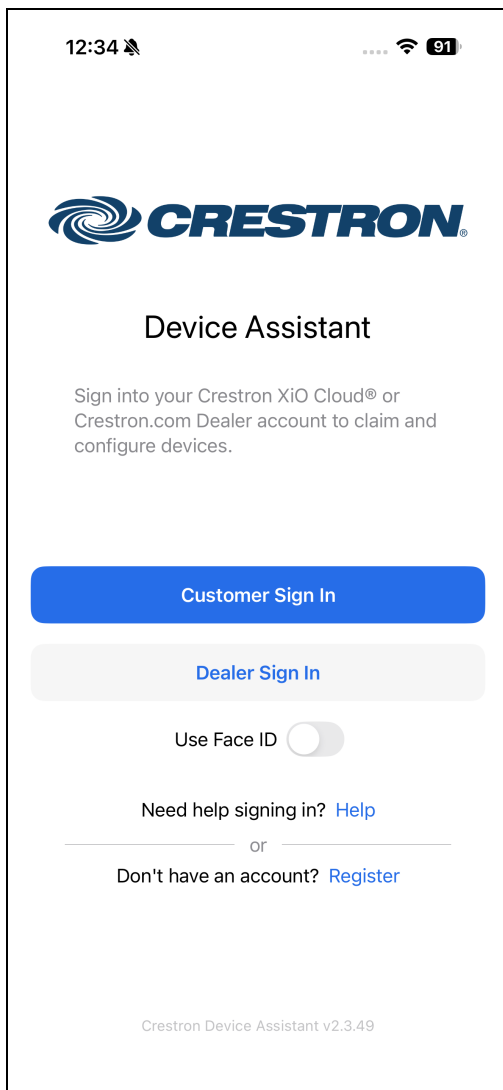 12:34
91
CRESTRON®
Device Assistant
Sign into your Crestron XiO Cloud® or
Crestron.com Dealer account to claim and
configure devices.
Customer Sign In
Dealer Sign In
Use Face ID
Need help signing in? Help
or
Don't have an account? Register
Crestron Device Assistant v2.3.49